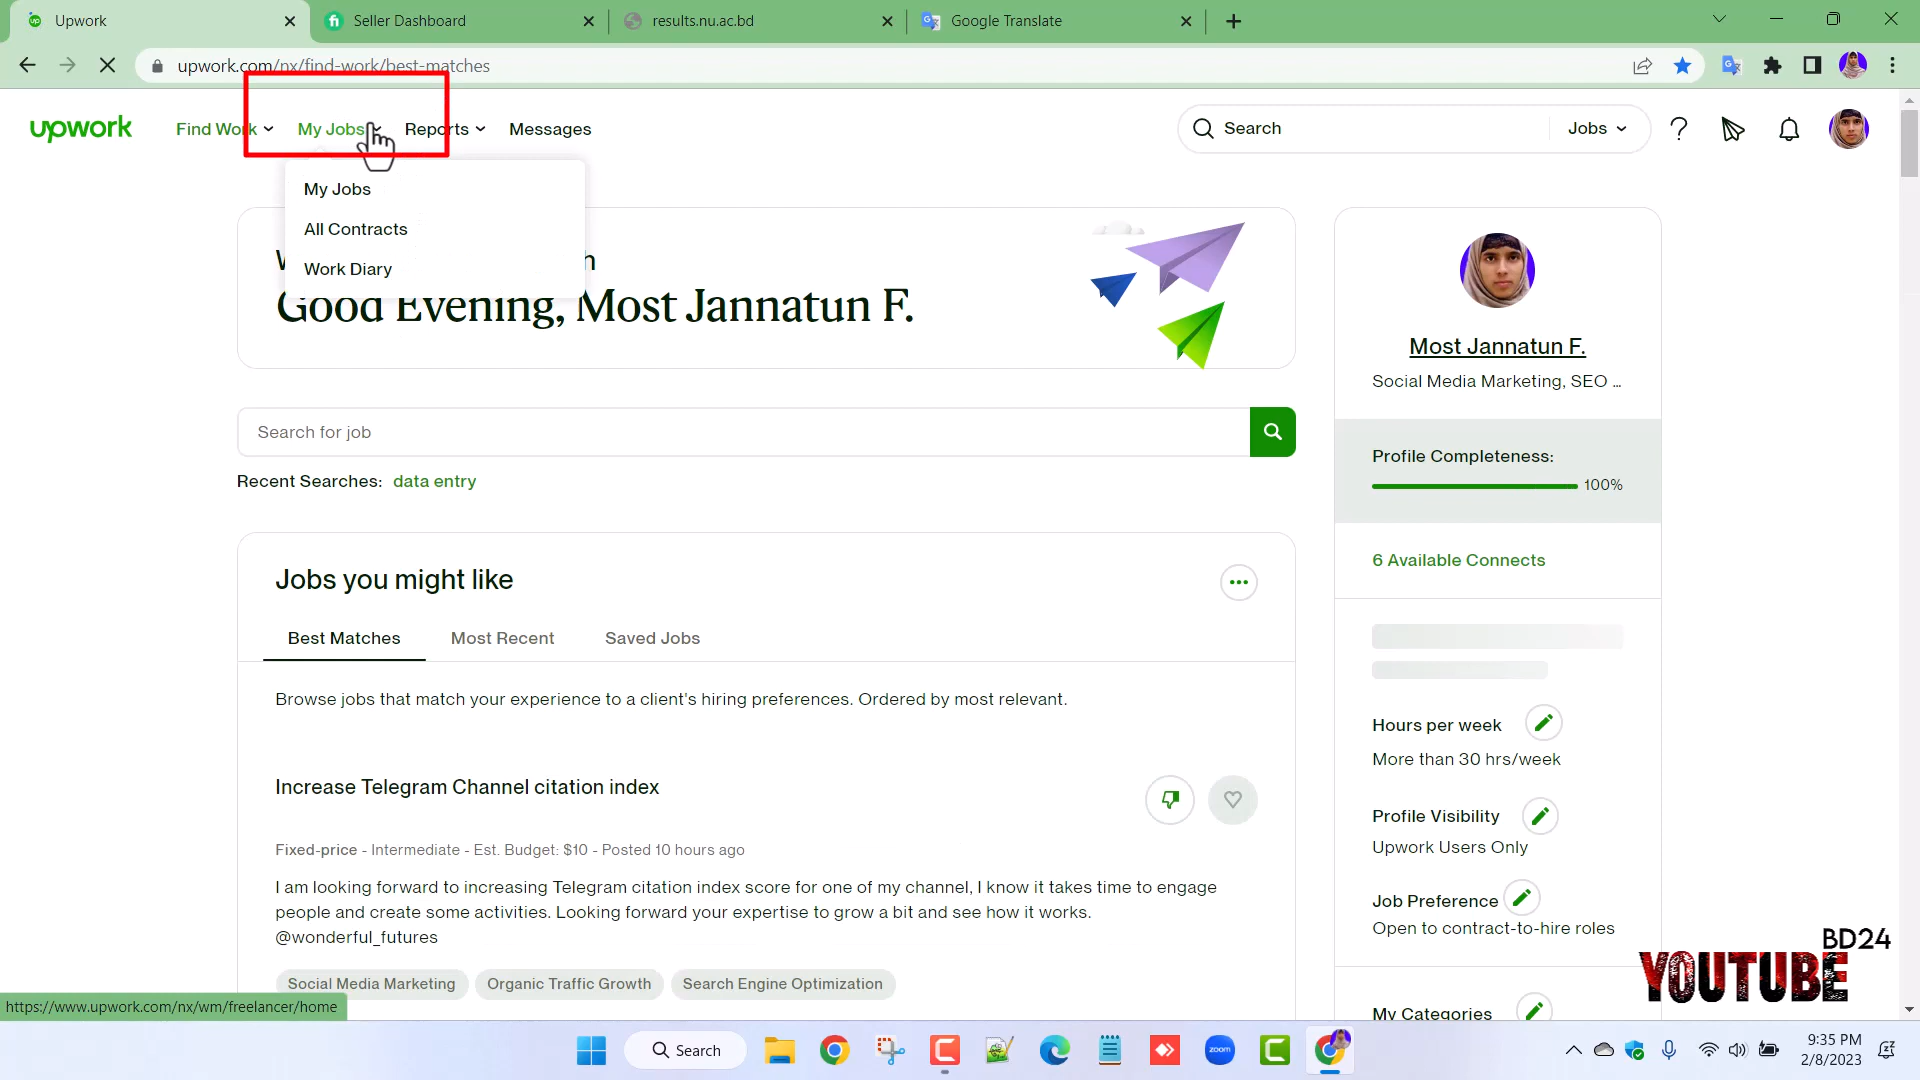 Upwork
Seller Dashboard
results.nu.ac.bd
Google Translate
upwork.com/nx/find-work/best-matches
upwork
Find Work
My Jobs
Reports
Messages
Search
Jobs
My Jobs
All Contracts
Work Diary
Good Evening, Most Jannatun F.
Search for job
Recent Searches: data entry
Jobs you might like
Best Matches
Most Recent
Saved Jobs
Browse jobs that match your experience to a client's hiring preferences. Ordered by most relevant.
Increase Telegram Channel citation index
Fixed-price - Intermediate - Est. Budget: $10 - Posted 10 hours ago
I am looking forward to increasing Telegram citation index score for one of my channel, I know it takes time to engage
people and create some activities. Looking forward your expertise to grow a bit and see how it works.
@wonderful_futures
Social Media Marketing
Organic Traffic Growth
Search Engine Optimization
Most Jannatun F.
Social Media Marketing, SEO ...
Profile Completeness:
100%
6 Available Connects
Hours per week
More than 30 hrs/week
Profile Visibility
Upwork Users Only
Job Preference
Open to contract-to-hire roles
My Categories
BD24
YOUTUBE
https://www.upwork.com/nx/wm/freelancer/home
Search
zoom
9:35 PM
2/8/2023